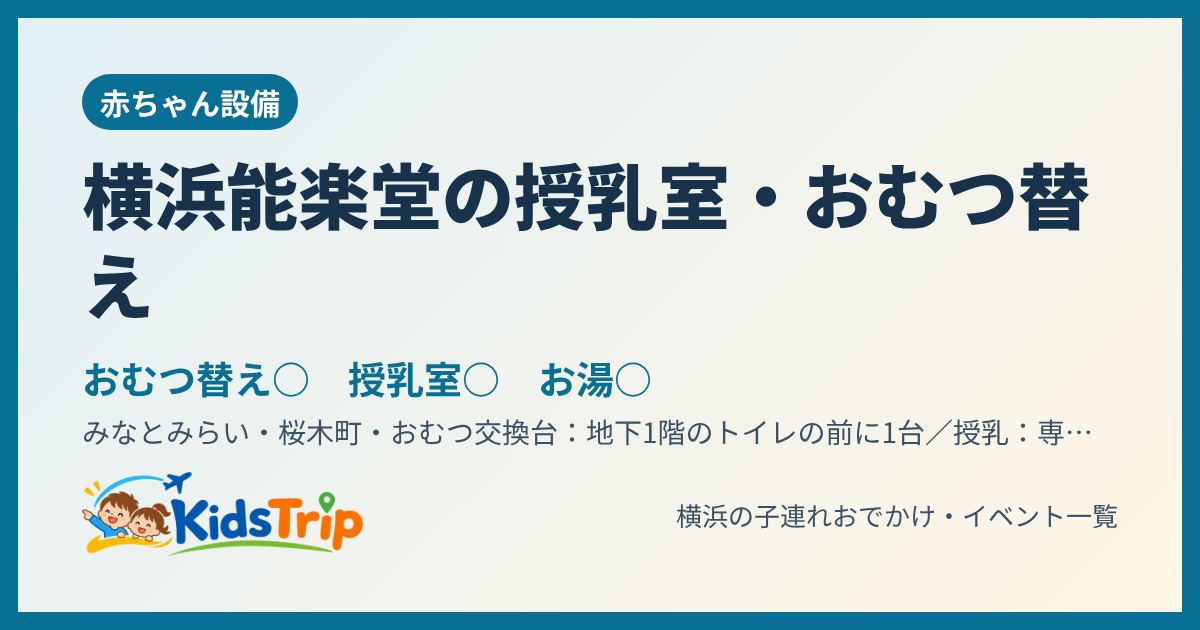 赤ちゃん設備
横浜能楽堂の授乳室・おむつ替
え
おむつ替え○　授乳室○　お湯○
みなとみらい・桜木町・おむつ交換台：地下1階のトイレの前に1台／授乳：専…
KidsTrip
横浜の子連れおでかけ・イベント一覧